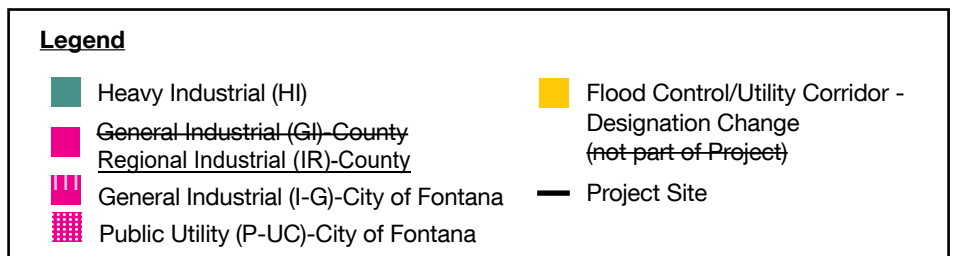 Legend
Heavy Industrial (HI)
General Industrial (GI)-County
Regional Industrial (IR)-County
General Industrial (I-G)-City of Fontana
Public Utility (P-UC)-City of Fontana
Flood Control/Utility Corridor -
Designation Change
(not part of Project)
Project Site